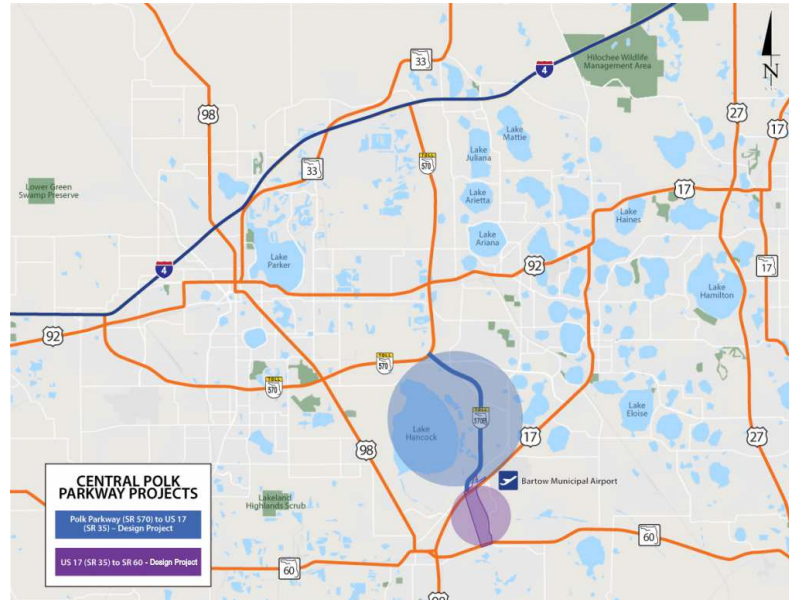 33
Hilochee Wildlife
Management Area
N
4
98
27
17
Lake
Mattie
TOLL
570
Lake
Juliana
33
Lower Green
Swamp Preserve
Lake
Arietta
17
Lake
Haines
Lake
Ariana
Lake
Parker
4
92
17
Lake
Hamilton
92
TOLL
570
TOLL
570
Lake
Hancock
TOLL
570B
Lake
Eloise
17
27
98
CENTRAL POLK
PARKWAY PROJECTS
Polk Parkway (SR 570) to US 17
(SR 35) – Design Project
US 17 (SR 35) to SR 60 - Design Project
Bartow Municipal Airport
Lakeland
Highlands Scrub
60
60
98